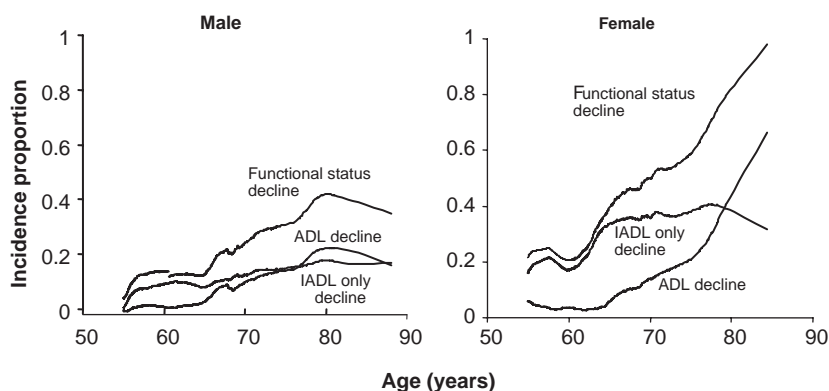 Male
Female
Incidence proportion
1
0.8
0.6
0.4
0.2
0
50
60
70
80
90
Functional status
decline
ADL decline
IADL only
decline
1
0.8
0.6
0.4
0.2
0
50
60
70
80
90
Functional status
decline
IADL only
decline
ADL decline
Age (years)